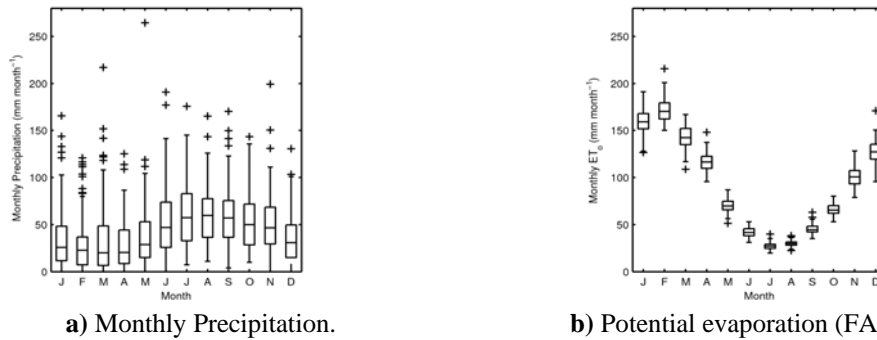 250
200
150
100
50
0
Monthly Precipitation (mm month⁻¹)
J F M A M J J A S O N D
Month
250
200
150
100
50
0
Monthly ETₒ (mm month⁻¹)
J F M A M J J A S O N D
Month
a) Monthly Precipitation.
b) Potential evaporation (FA